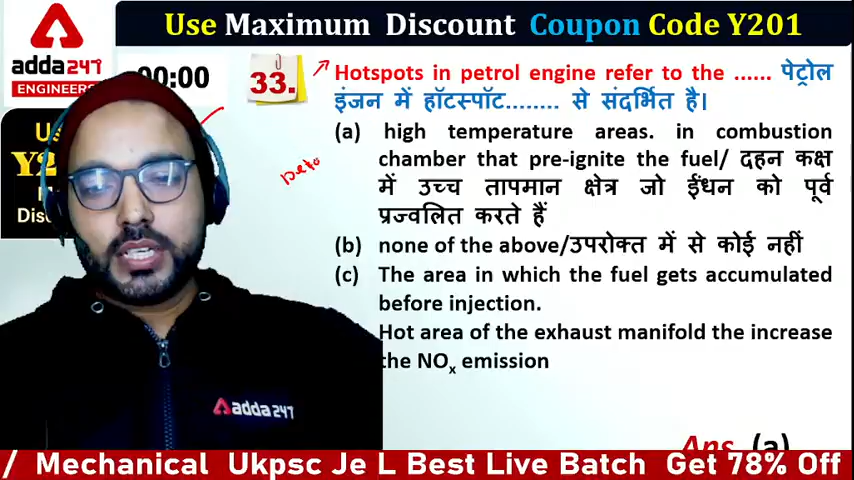 Use Maximum Discount Coupon Code Y201
adda247
ENGINEERS
00:00
33.
Hotspots in petrol engine refer to the ...... पेट्रोल
इंजन में हॉटस्पॉट........ से संदर्भित है।
(a) high temperature areas. in combustion
chamber that pre-ignite the fuel/ दहन कक्ष
में उच्च तापमान क्षेत्र जो ईंधन को पूर्व
प्रज्वलित करते हैं
(b) none of the above/उपरोक्त में से कोई नहीं
(c) The area in which the fuel gets accumulated
before injection.
Hot area of the exhaust manifold the increase
the NOx emission
Ans (a)
adda247
/ Mechanical Ukpsc Je L Best Live Batch Get 78% Off